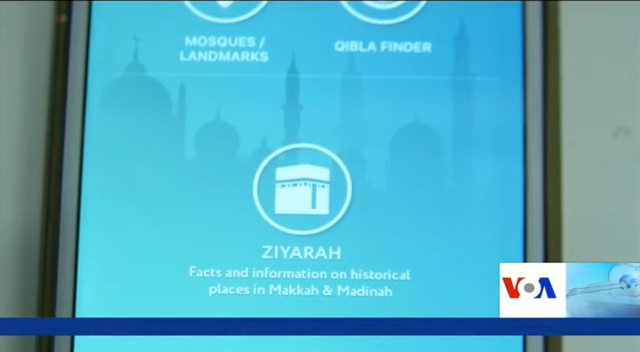 MOSQUES /
LANDMARKS
QIBLA FINDER
ZIYARAH
Facts and information on historical
places in Makkah & Madinah
VOA